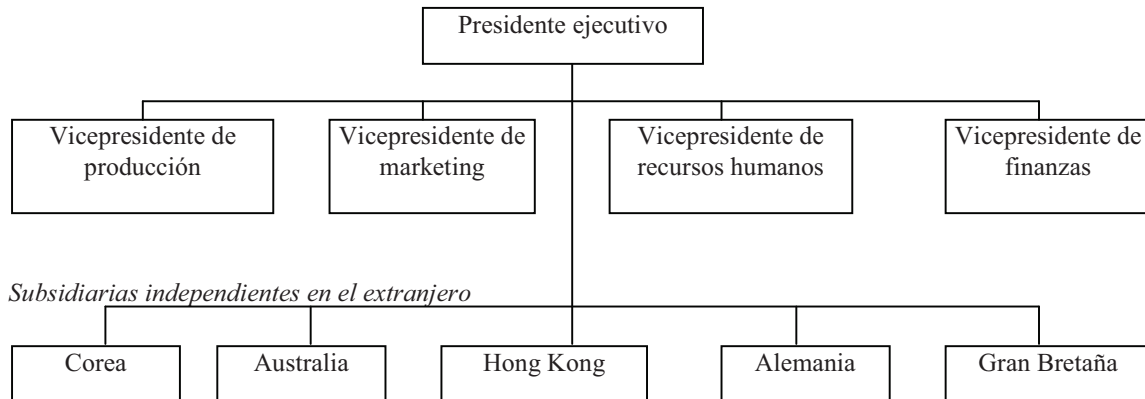 Presidente ejecutivo
Vicepresidente de
producción
Vicepresidente de
marketing
Vicepresidente de
recursos humanos
Vicepresidente de
finanzas
Subsidiarias independientes en el extranjero
Corea
Australia
Hong Kong
Alemania
Gran Bretaña